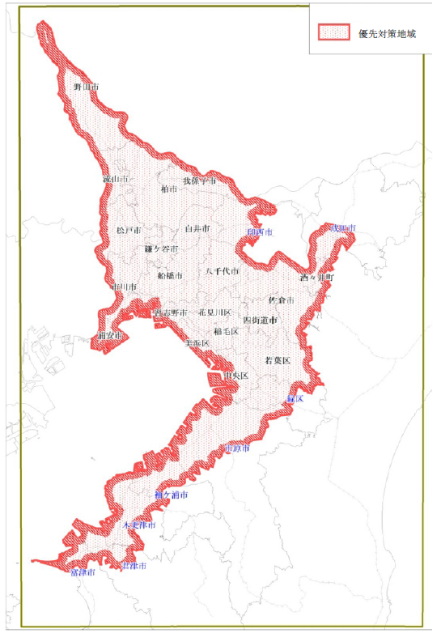 優先対策地域
野田市
流山市
我孫子市
柏市
松戸市
白井市
印西市
成田市
鎌ケ谷市
船橋市
八千代市
酒々井町
市川市
佐倉市
習志野市
花見川区
四街道市
浦安市
稲毛区
美浜区
若葉区
中央区
緑区
市原市
袖ケ浦市
木更津市
君津市
富津市